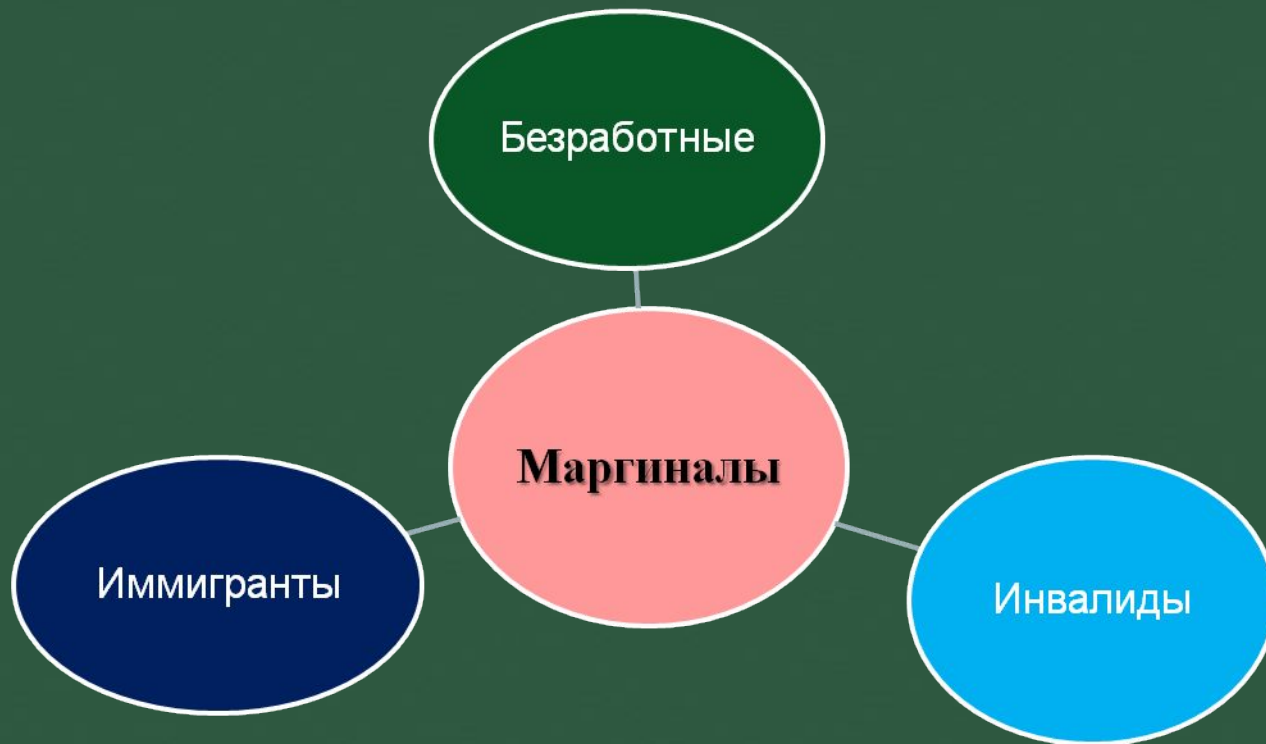 Безработные
Маргиналы
Иммигранты
Инвалиды